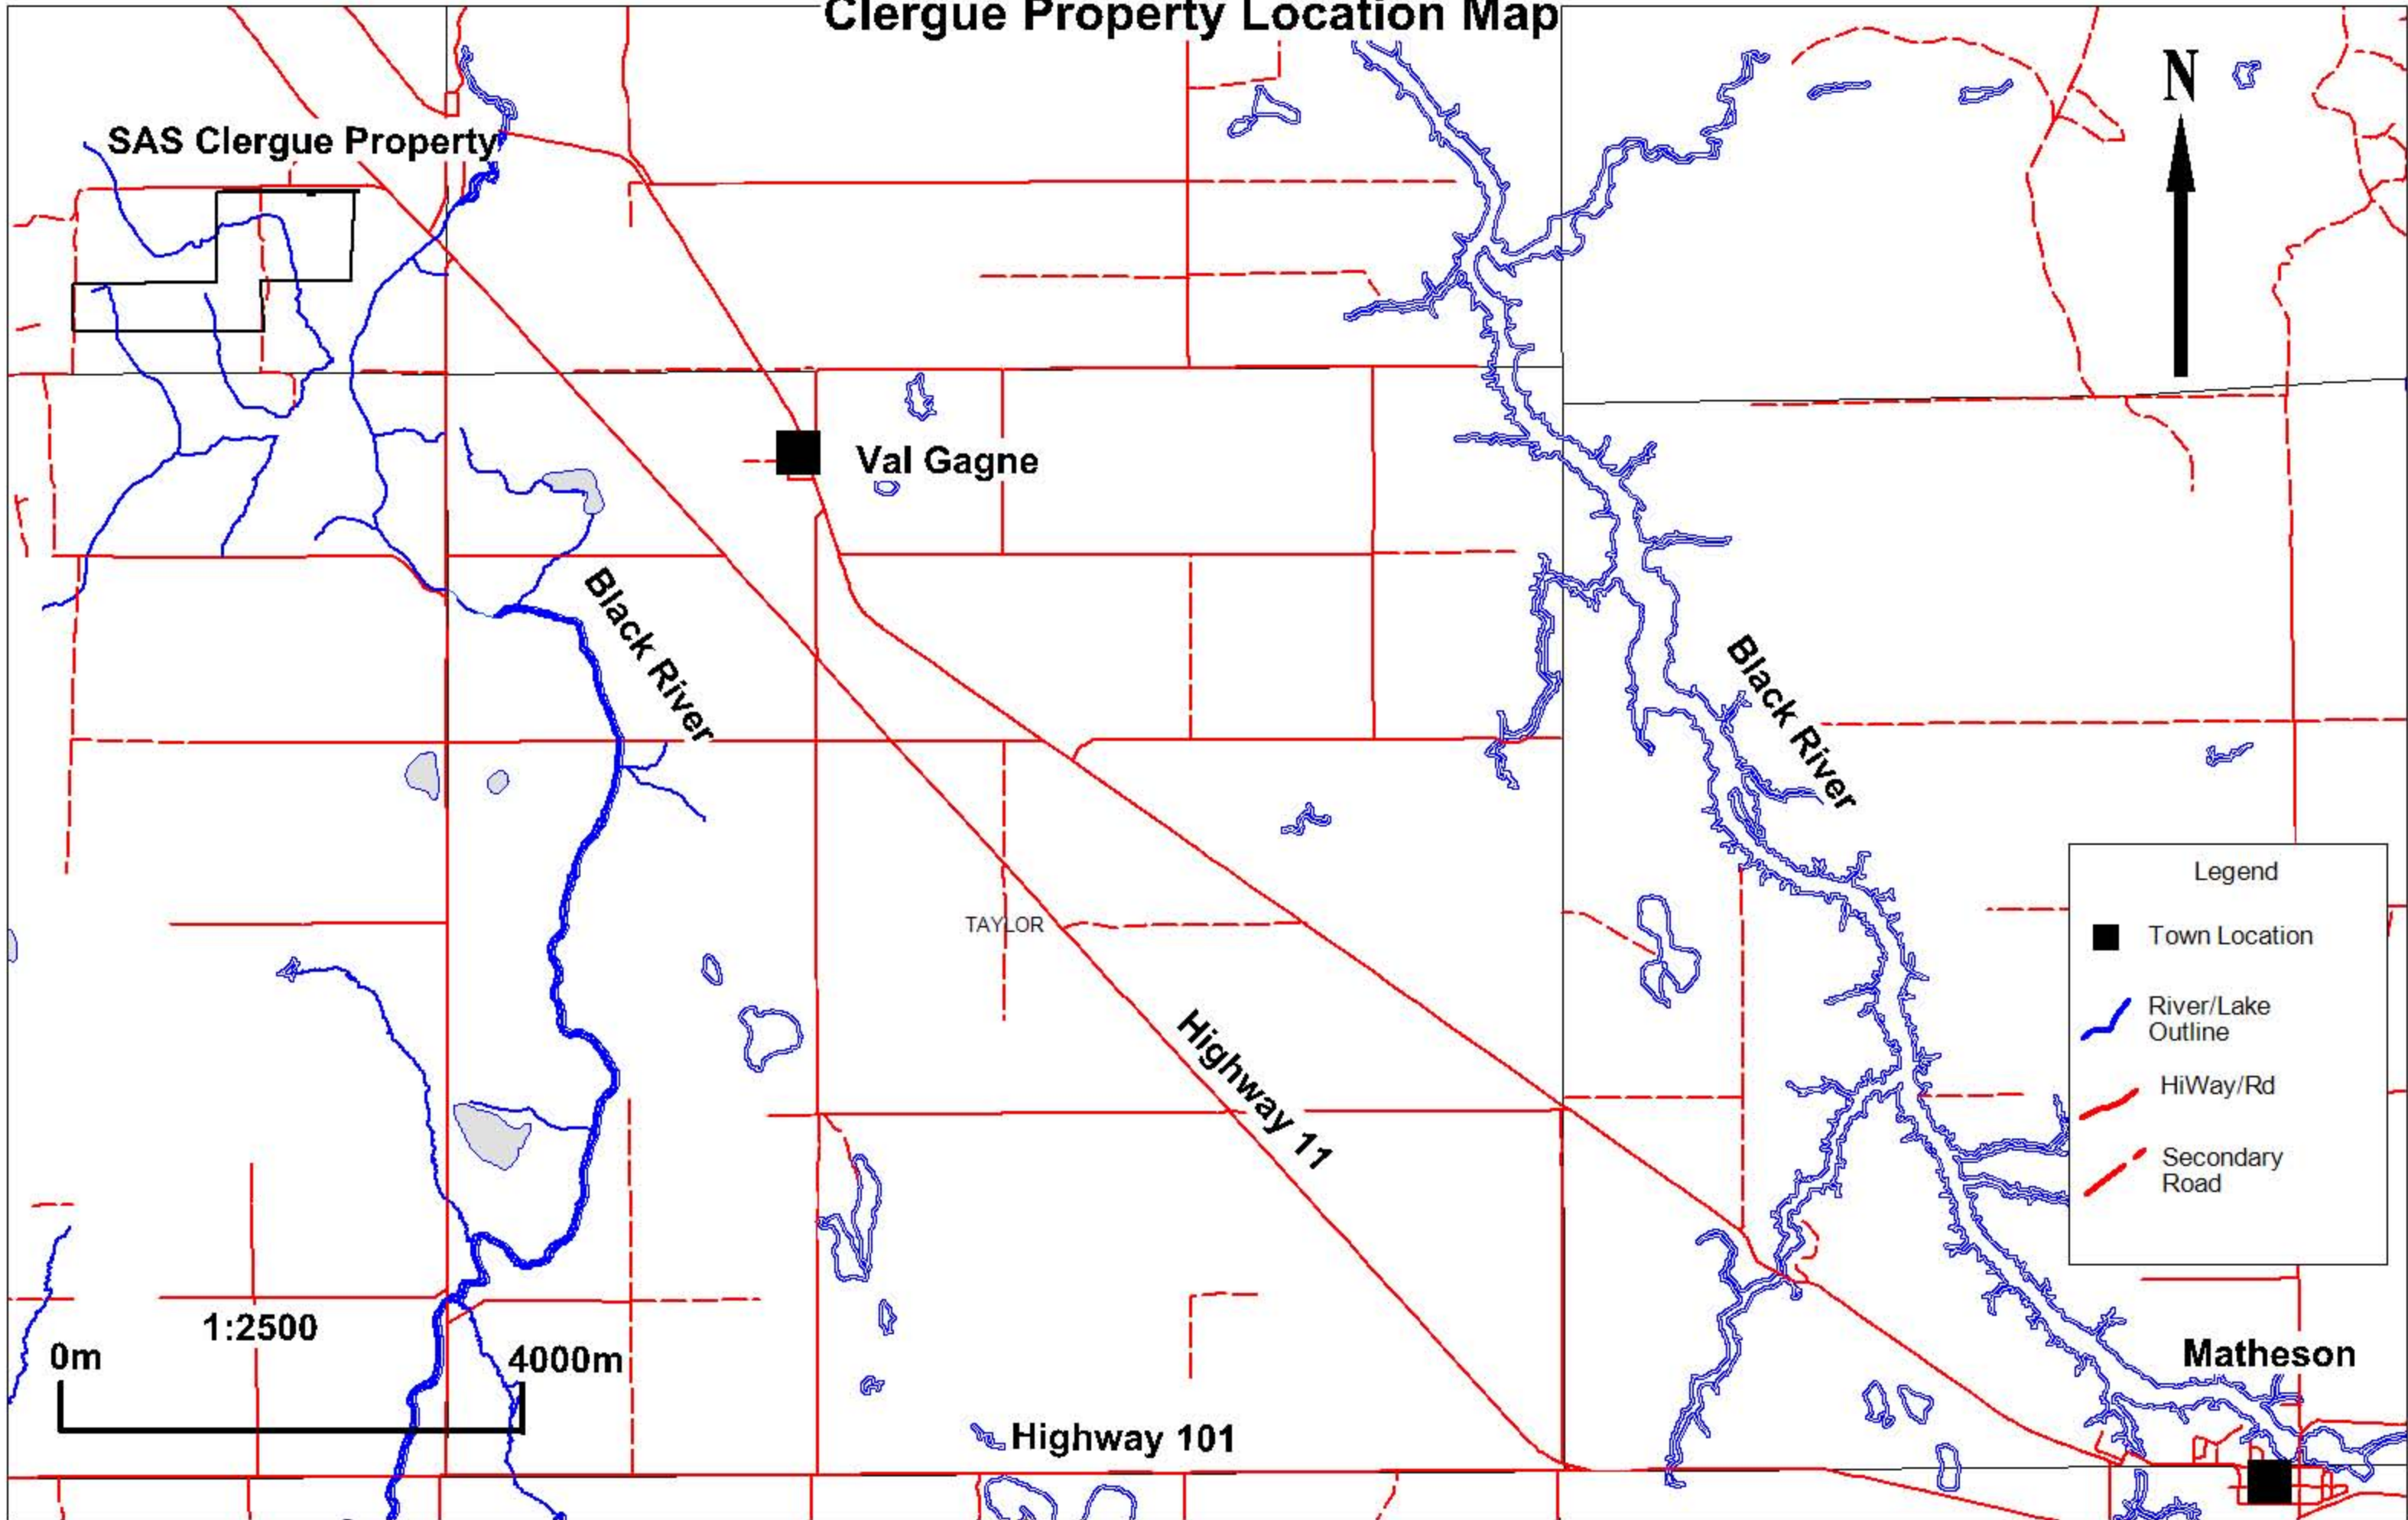 Clergue Property Location Map
N
SAS Clergue Property
Val Gagne
Black River
Black River
Legend
Town Location
River/Lake
Outline
HiWay/Rd
Secondary
Road
TAYLOR
Highway 11
1:2500
0m
4000m
Matheson
Highway 101